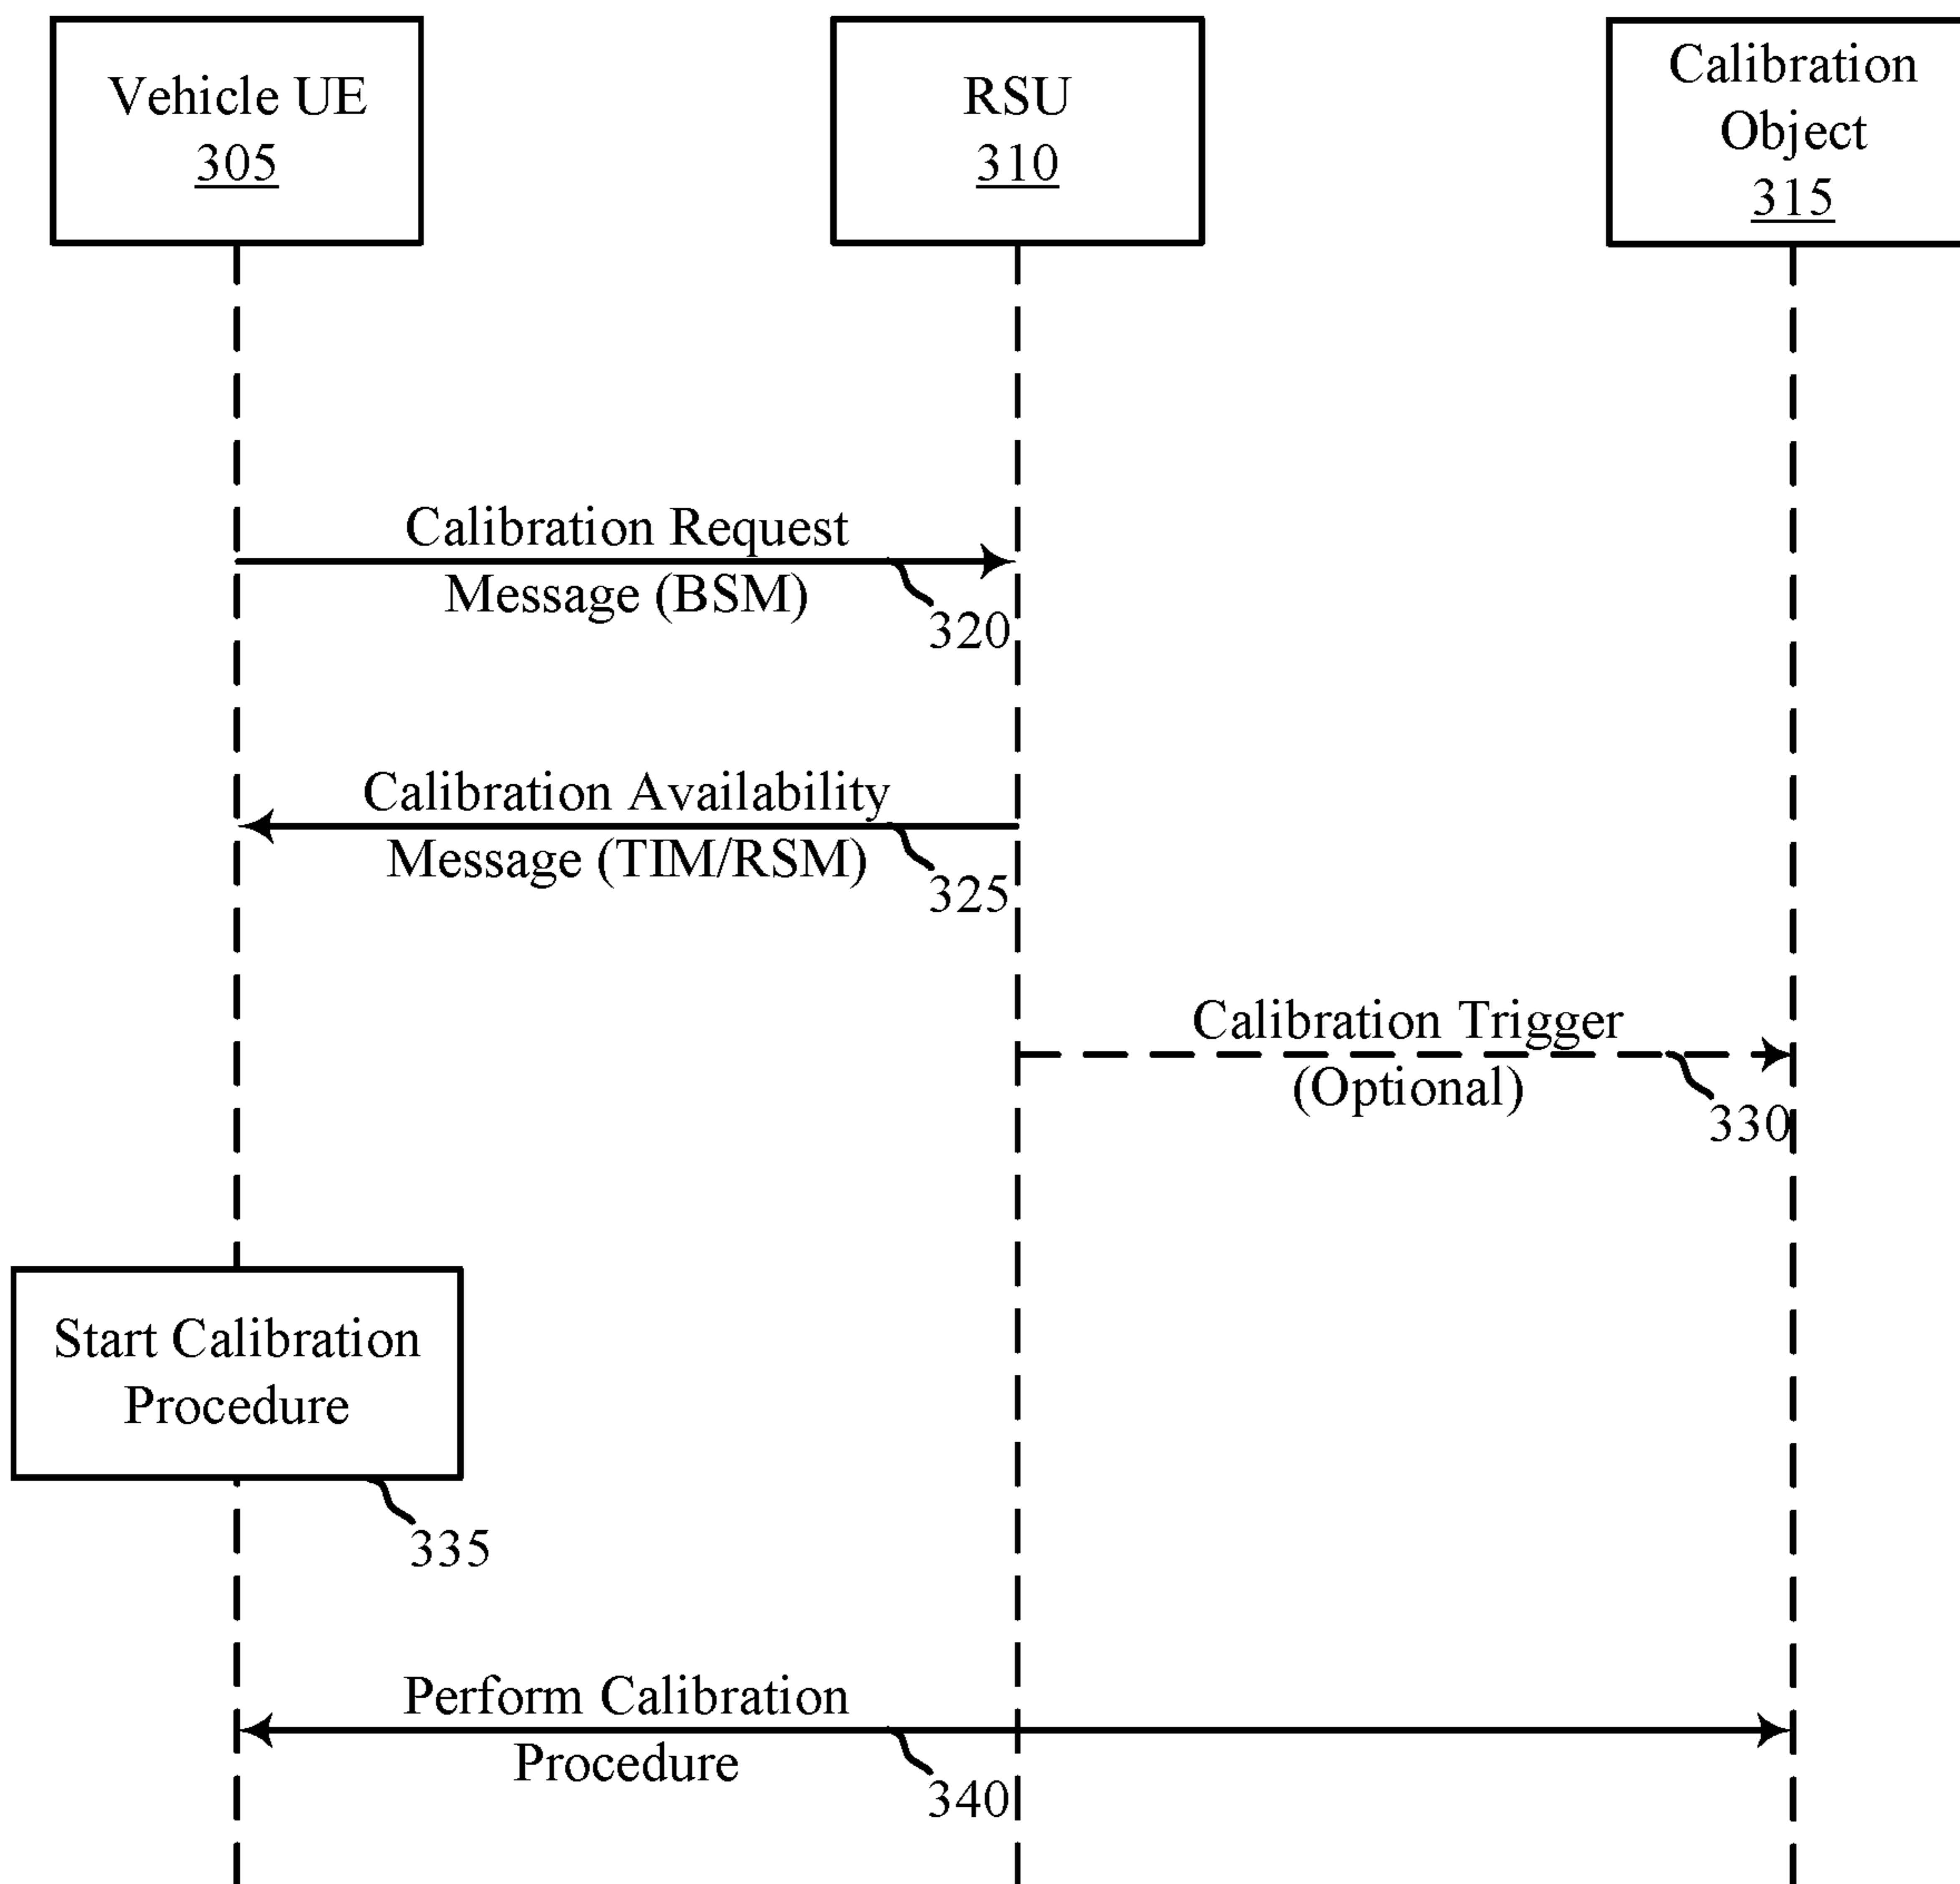 Vehicle UE
305
RSU
310
Calibration
Object
315
Calibration Request
Message (BSM)
320
Calibration Availability
Message (TIM/RSM)
325
Calibration Trigger
(Optional)
330
Start Calibration
Procedure
335
Perform Calibration
Procedure
340